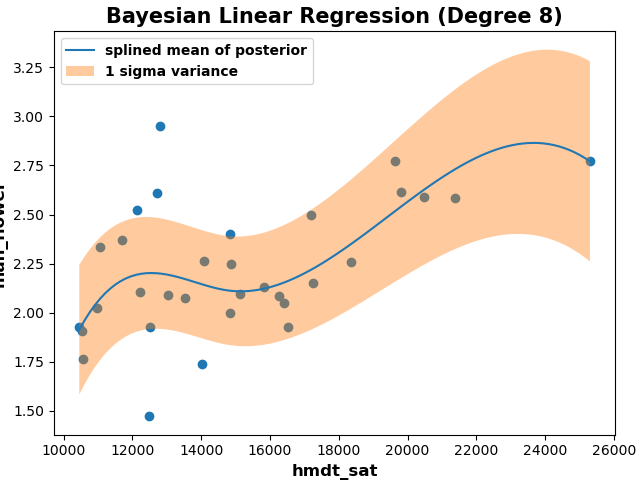 Bayesian Linear Regression (Degree 8)
splined mean of posterior
1 sigma variance
3.25
3.00
2.75
2.50
2.25
2.00
1.75
1.50
10000 12000 14000 16000 18000 20000 22000 24000 26000
hmdt_sat